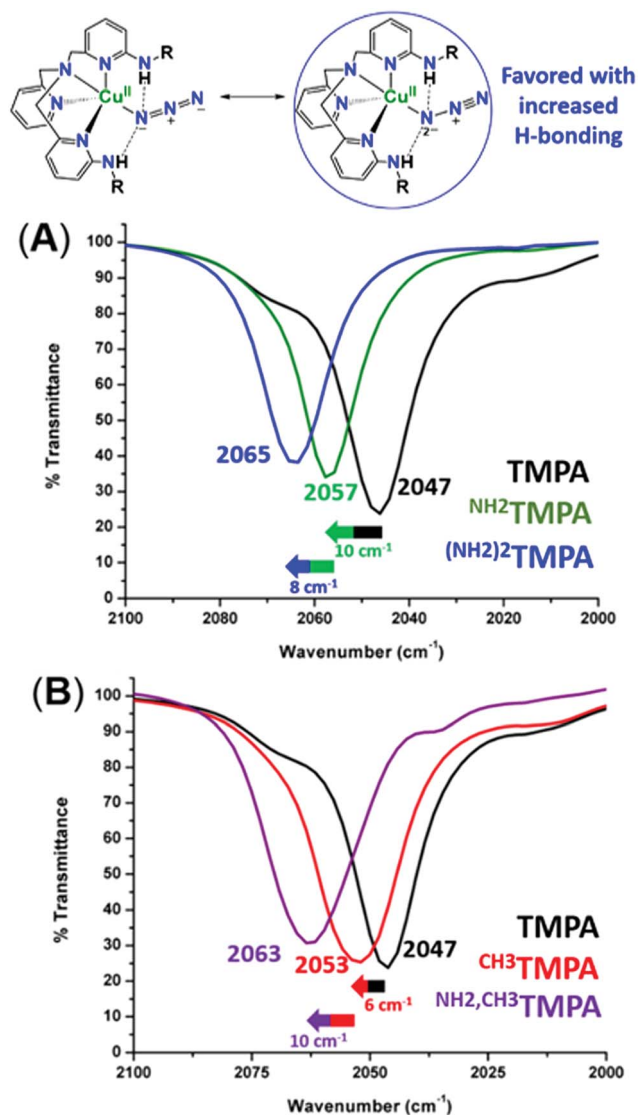 N
N
H
R
Cu
II
N
N
N
N
N
+
−
−
N
N
H
R
N
N
H
R
Cu
II
N
N
N
N
N
2−
+
N
N
H
R
Favored with
increased
H-bonding
(A)
100
90
80
70
60
50
40
30
20
10
0
% Transmittance
2065
2057
2047
TMPA
NH2TMPA
(NH2)2TMPA
10 cm-1
8 cm-1
2100
2080
2060
2040
2020
2000
Wavenumber (cm-1)
(B)
100
90
80
70
60
50
40
30
20
10
0
% Transmittance
2063
2053
2047
TMPA
CH3TMPA
NH2,CH3TMPA
6 cm-1
10 cm-1
2100
2075
2050
2025
2000
Wavenumber (cm-1)